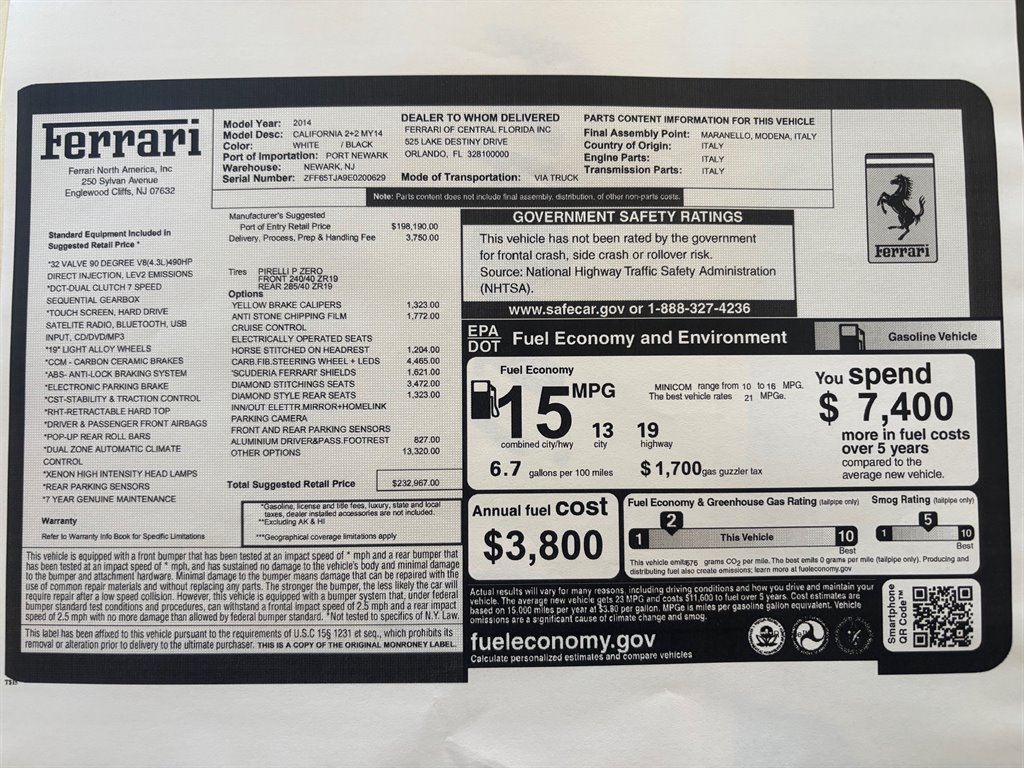 Ferrari
Ferrari North America, Inc
250 Sylvan Avenue
Englewood Cliffs, NJ 07632
Model Year: 2014
Model Desc: CALIFORNIA 2+2 MY14
Color: WHITE / BLACK
Port of Importation: PORT NEWARK
Warehouse: NEWARK, NJ
Serial Number: ZFF65TJA9E0200629
DEALER TO WHOM DELIVERED
FERRARI OF CENTRAL FLORIDA INC
525 LAKE DESTINY DRIVE
ORLANDO, FL 328100000
Mode of Transportation: VIA TRUCK
PARTS CONTENT IMFORMATION FOR THIS VEHICLE
Final Assembly Point: MARANELLO, MODENA, ITALY
Country of Origin: ITALY
Engine Parts: ITALY
Transmission Parts: ITALY
Note: Parts content does not include final assembly, distribution, of other non-parts costs.
Ferrari
Standard Equipment Included in
Suggested Retail Price *
*32 VALVE 90 DEGREE V8(4.3L)490HP
DIRECT INJECTION, LEV2 EMISSIONS
*DCT-DUAL CLUTCH 7 SPEED
SEQUENTIAL GEARBOX
*TOUCH SCREEN, HARD DRIVE
SATELITE RADIO, BLUETOOTH, USB
INPUT, CD/DVD/MP3
*19" LIGHT ALLOY WHEELS
*CCM - CARBON CERAMIC BRAKES
*ABS- ANTI-LOCK BRAKING SYSTEM
*ELECTRONIC PARKING BRAKE
*CST-STABILITY & TRACTION CONTROL
*RHT-RETRACTABLE HARD TOP
*DRIVER & PASSENGER FRONT AIRBAGS
*POP-UP REAR ROLL BARS
*DUAL ZONE AUTOMATIC CLIMATE
CONTROL
*XENON HIGH INTENSITY HEAD LAMPS
*REAR PARKING SENSORS
*7 YEAR GENUINE MAINTENANCE
Warranty
Refer to Warranty Info Book for Specific Limitations
Manufacturer's Suggested
Port of Entry Retail Price $198,190.00
Delivery, Process, Prep & Handling Fee 3,750.00
Tires PIRELLI P ZERO
FRONT 240/40 ZR19
REAR 285/40 ZR19
Options
YELLOW BRAKE CALIPERS 1,323.00
ANTI STONE CHIPPING FILM 1,772.00
CRUISE CONTROL
ELECTRICALLY OPERATED SEATS
HORSE STITCHED ON HEADREST 1,204.00
CARB.FIB.STEERING WHEEL + LEDS 4,465.00
'SCUDERIA FERRARI' SHIELDS 1,621.00
DIAMOND STITCHINGS SEATS 3,472.00
DIAMOND STYLE REAR SEATS 1,323.00
INN/OUT ELETTR.MIRROR+HOMELINK
PARKING CAMERA
FRONT AND REAR PARKING SENSORS
ALUMINIUM DRIVER&PASS.FOOTREST 827.00
OTHER OPTIONS 13,320.00
Total Suggested Retail Price $232,967.00
*Gasoline, license and title fees, luxury, state and local
taxes, dealer installed accessories are not included.
**Excluding AK & HI
***Geographical coverage limitations apply
GOVERNMENT SAFETY RATINGS
This vehicle has not been rated by the government
for frontal crash, side crash or rollover risk.
Source: National Highway Traffic Safety Administration
(NHTSA).
www.safecar.gov or 1-888-327-4236
EPA
DOT Fuel Economy and Environment
Gasoline Vehicle
Fuel Economy
15 MPG
combined city/hwy
13
city
19
highway
MINICOM range from 10 to 16 MPG.
The best vehicle rates 21 MPGe.
6.7 gallons per 100 miles
$1,700 gas guzzler tax
You spend
$ 7,400
more in fuel costs
over 5 years
compared to the
average new vehicle.
Annual fuel cost
$3,800
Fuel Economy & Greenhouse Gas Rating (tailpipe only)
2
1 This Vehicle 10
Best
Smog Rating (tailpipe only)
5
1 10
Best
This vehicle emits 576 grams CO2 per mile. The best emits 0 grams per mile (tailpipe only). Producing and
distributing fuel also create emissions; learn more at fueleconomy.gov
Actual results will vary for many reasons, including driving conditions and how you drive and maintain your
vehicle. The average new vehicle gets 23 MPG and costs $11,600 to fuel over 5 years. Cost estimates are
based on 15.000 miles per year at $3.80 per gallon. MPGe is miles per gasoline gallon equivalent. Vehicle
omissions are a significant cause of climate change and smog.
fueleconomy.gov
Calculate personalized estimates and compare vehicles
Smartphone
QR Code™
This vehicle is equipped with a front bumper that has been tested at an impact speed of * mph and a rear bumper that
has been tested at an impact speed of * mph, and has sustained no damage to the vehicle's body and minimal damage
to the bumper and attachment hardware. Minimal damage to the bumper means damage that can be repaired with the
use of common repair materials and without replacing any parts. The stronger the bumper, the less likely the car will
require repair after a low speed collision. However, this vehicle is equipped with a bumper system that, under federal
bumper standard test conditions and procedures, can withstand a frontal impact speed of 2.5 mph and a rear impact
speed of 2.5 mph with no more damage than allowed by federal bumper standard. *Not tested to specifics of N.Y. Law.
This label has been affixed to this vehicle pursuant to the requirements of U.S.C 15§ 1231 et seq., which prohibits its
removal or alteration prior to delivery to the ultimate purchaser. THIS IS A COPY OF THE ORIGINAL MONRONEY LABEL.